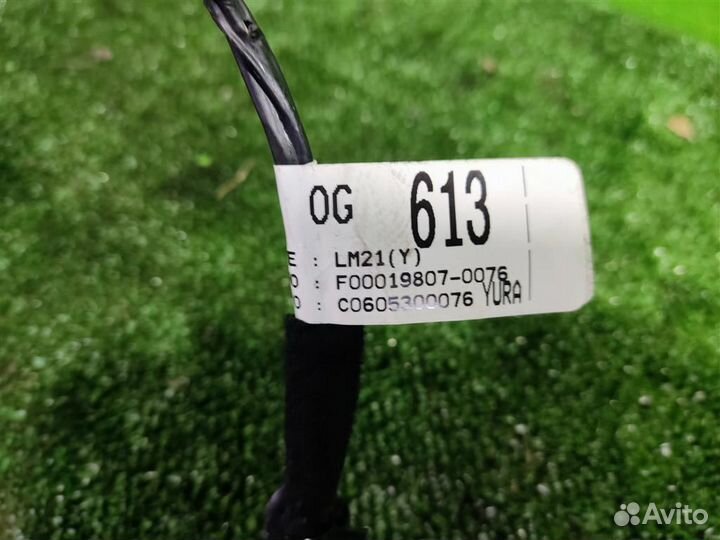 OG 613
E : LM21(Y)
O : F00019807-0076
O : C0605300076 YURA
Avito